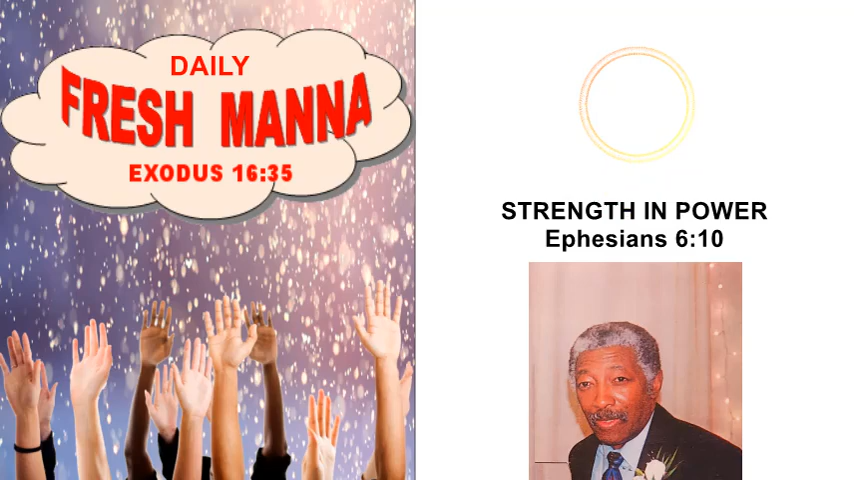 DAILY
FRESH MANNA
EXODUS 16:35
STRENGTH IN POWER
Ephesians 6:10